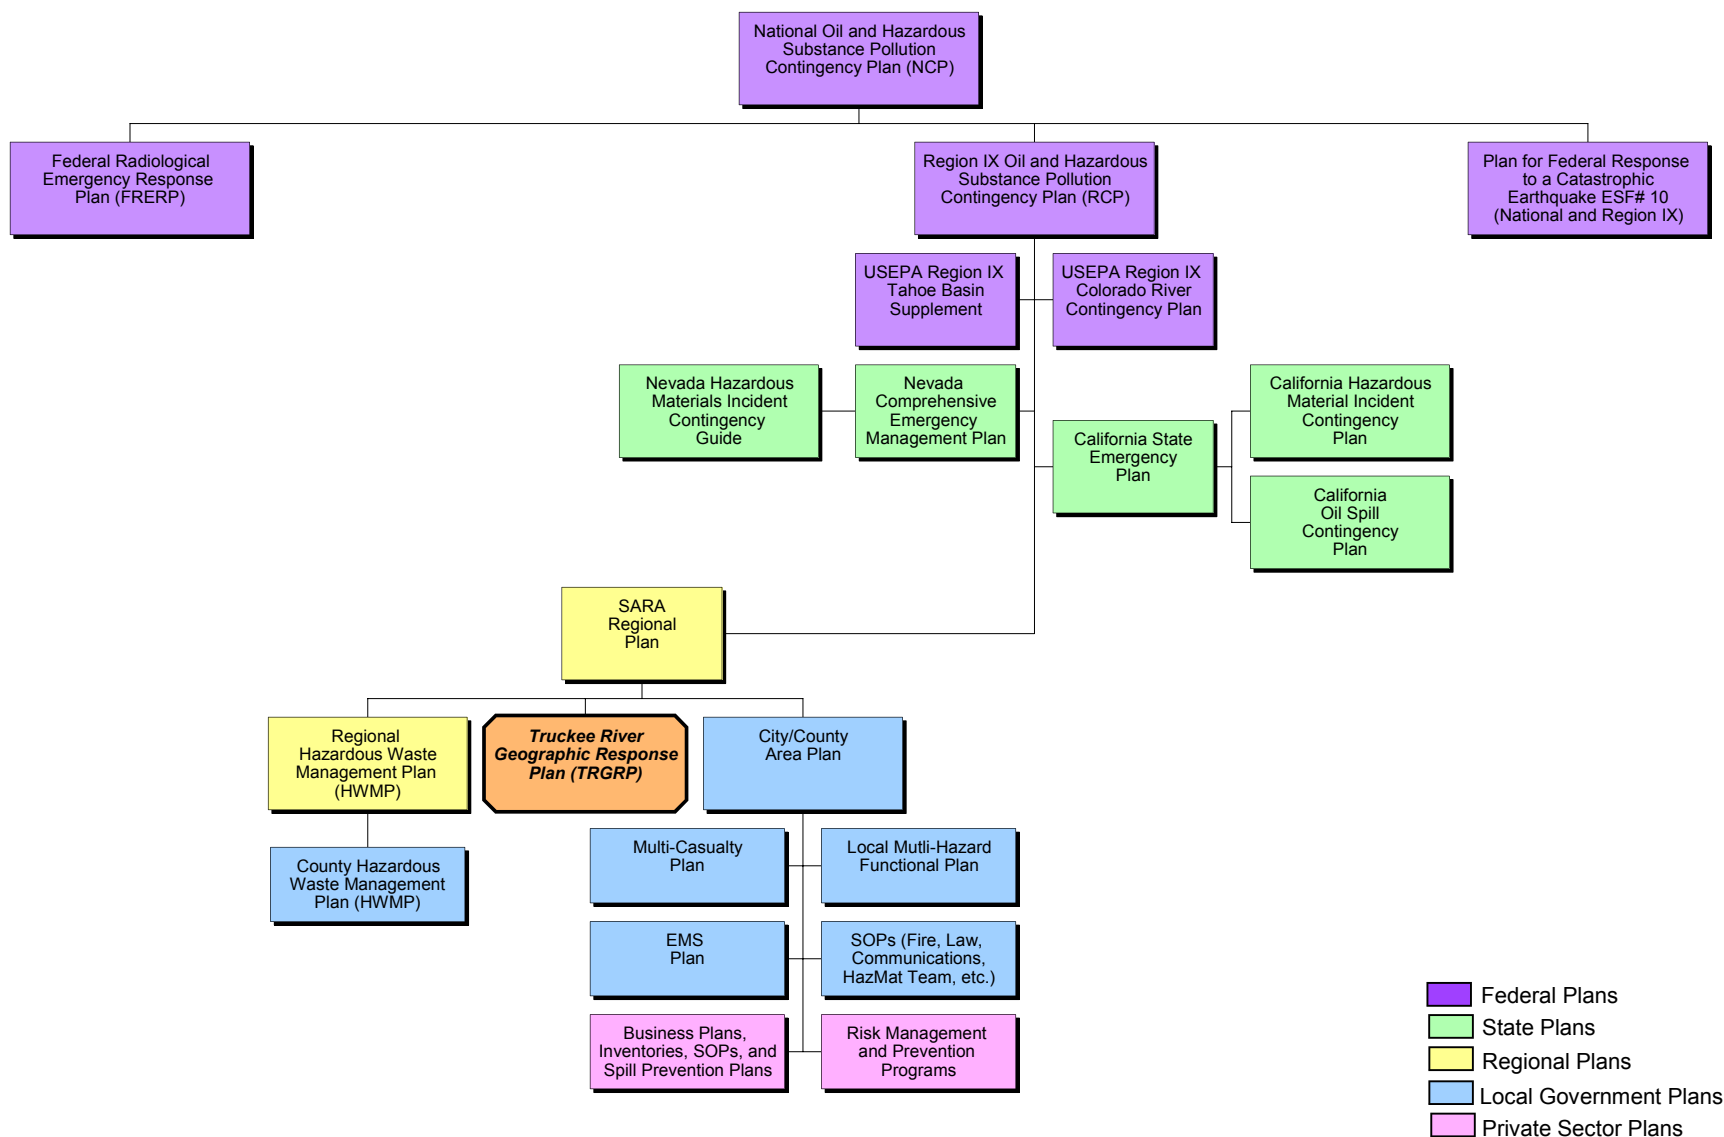 National Oil and Hazardous
Substance Pollution
Contingency Plan (NCP)
Federal Radiological
Emergency Response
Plan (FRERP)
Region IX Oil and Hazardous
Substance Pollution
Contingency Plan (RCP)
Plan for Federal Response
to a Catastrophic
Earthquake ESF# 10
(National and Region IX)
USEPA Region IX
Tahoe Basin
Supplement
USEPA Region IX
Colorado River
Contingency Plan
Nevada Hazardous
Materials Incident
Contingency
Guide
Nevada
Comprehensive
Emergency
Management Plan
California State
Emergency
Plan
California Hazardous
Material Incident
Contingency
Plan
California
Oil Spill
Contingency
Plan
SARA
Regional
Plan
Regional
Hazardous Waste
Management Plan
(HWMP)
Truckee River
Geographic Response
Plan (TRGRP)
City/County
Area Plan
County Hazardous
Waste Management
Plan (HWMP)
Multi-Casualty
Plan
Local Mutli-Hazard
Functional Plan
EMS
Plan
SOPs (Fire, Law,
Communications,
HazMat Team, etc.)
Business Plans,
Inventories, SOPs, and
Spill Prevention Plans
Risk Management
and Prevention
Programs
Federal Plans
State Plans
Regional Plans
Local Government Plans
Private Sector Plans